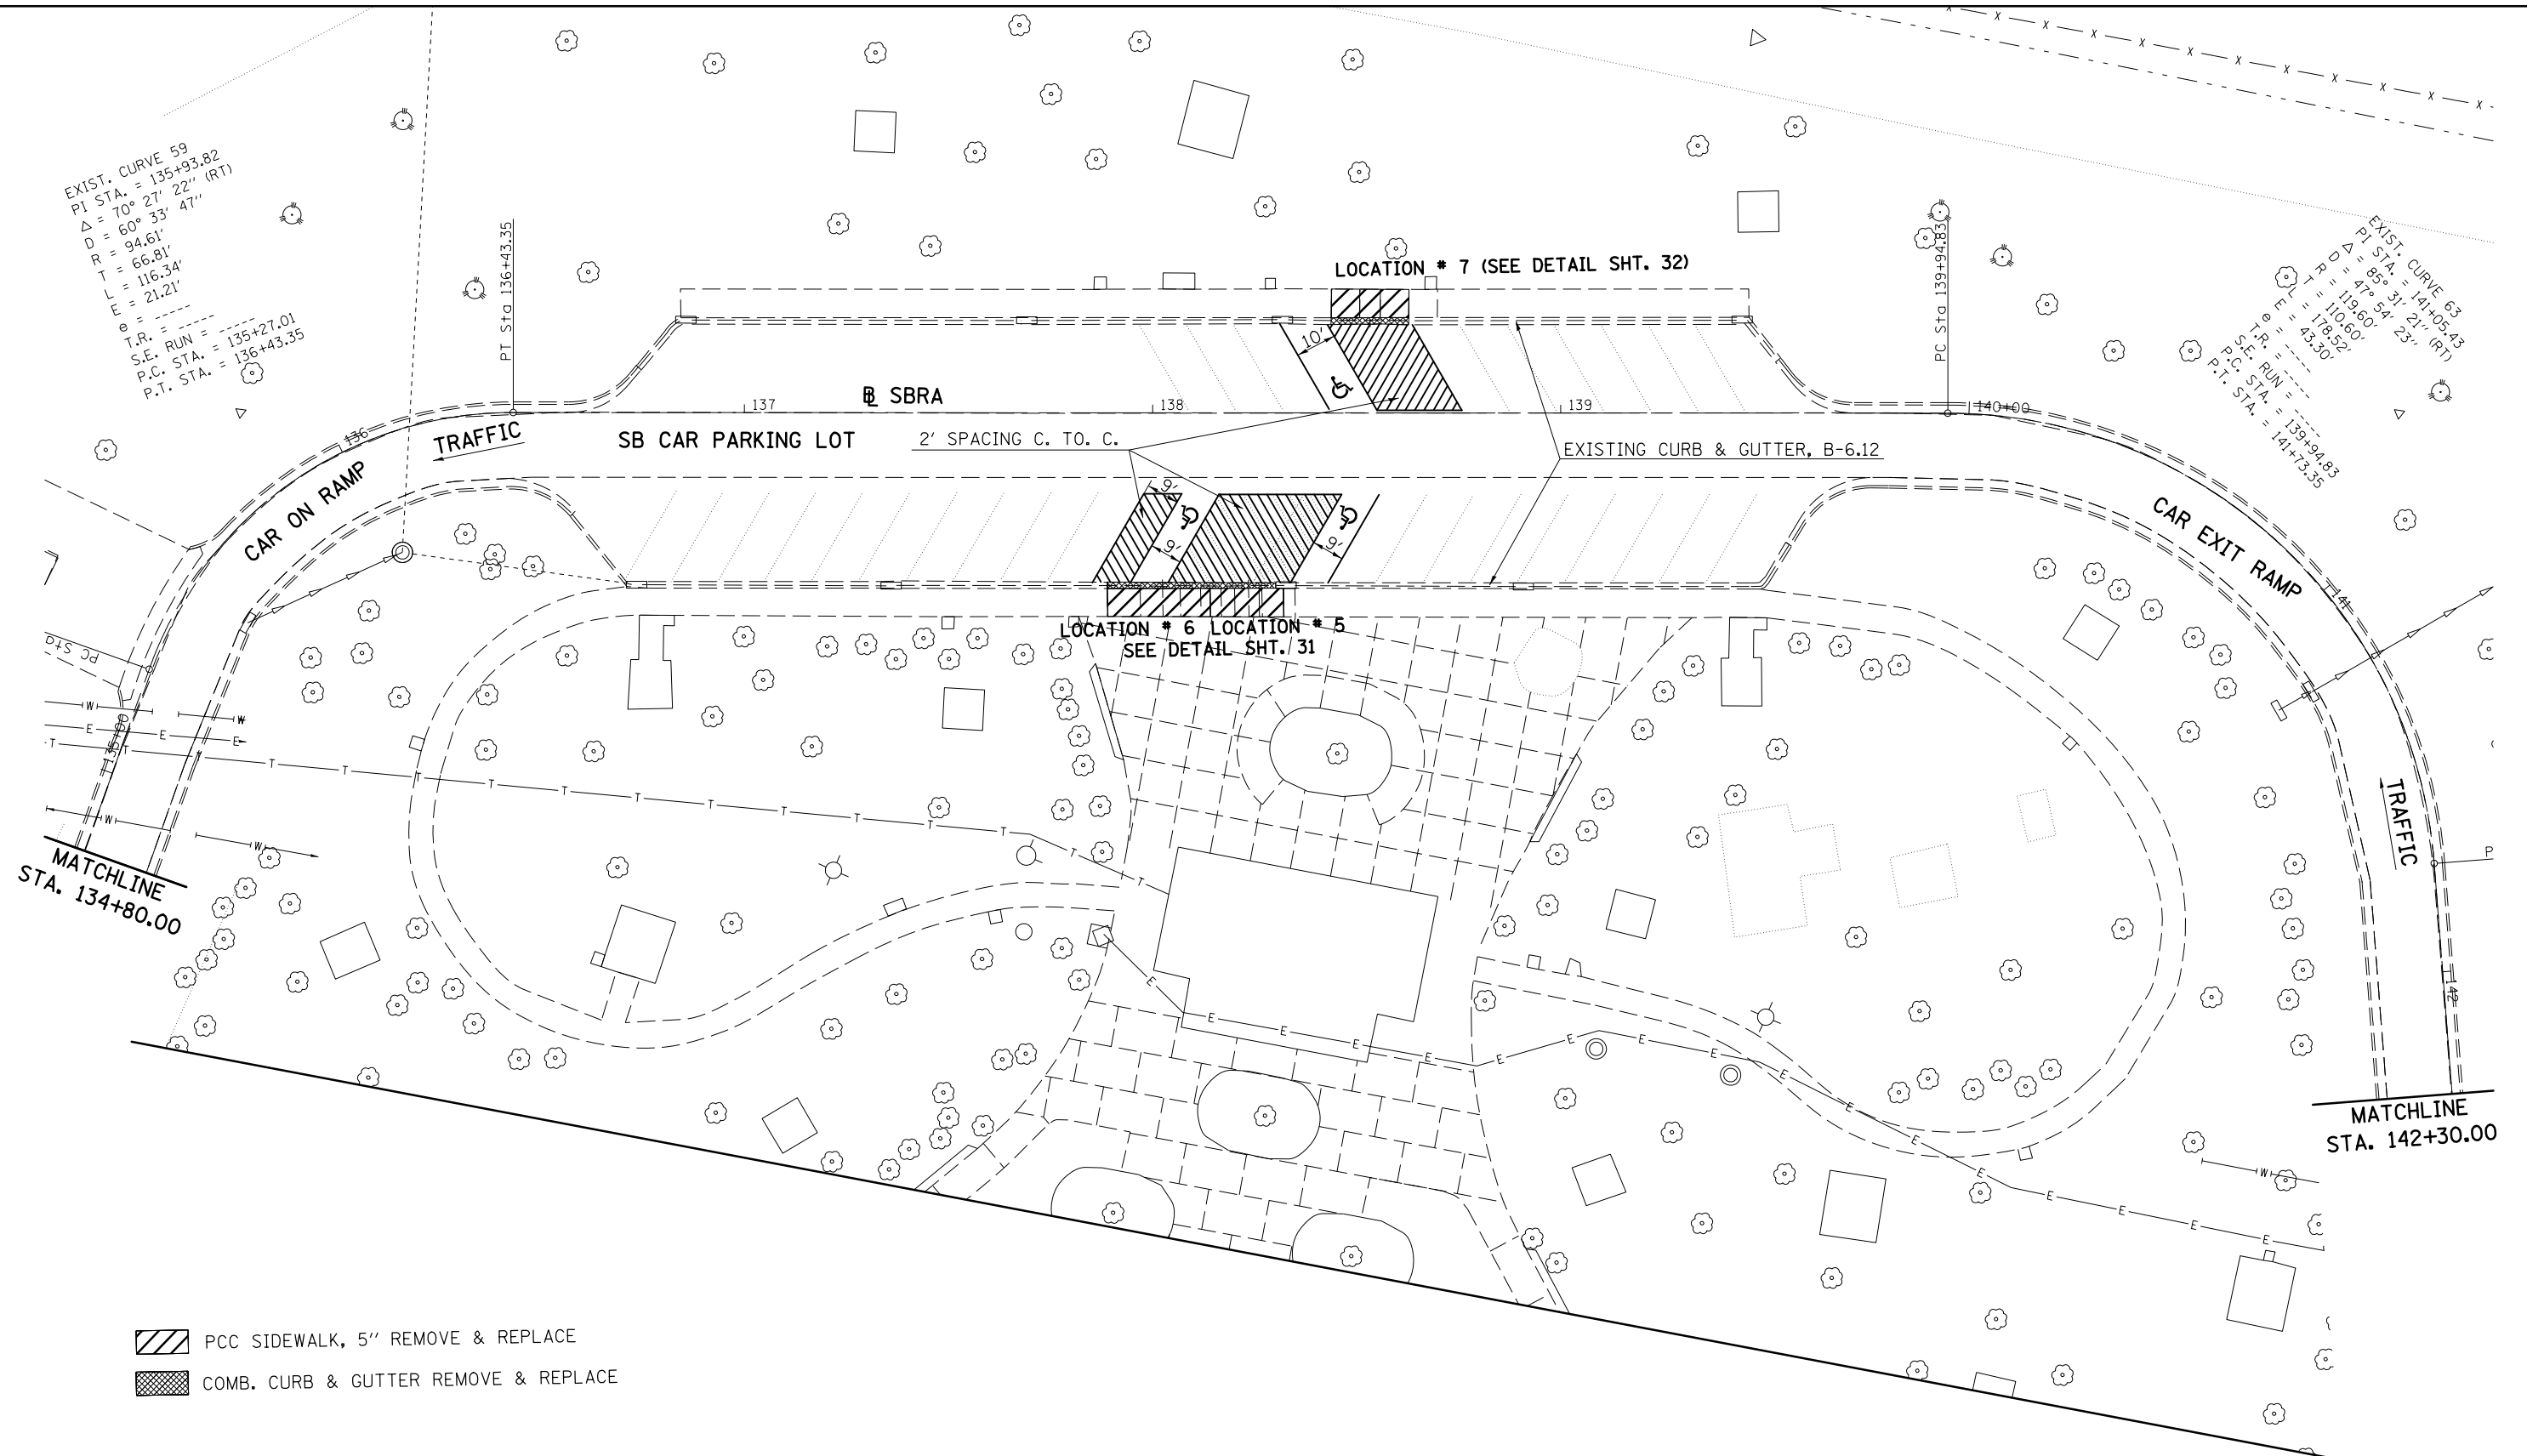 EXIST. CURVE 59
PI STA. = 135+93.82
Δ = 70° 27' 22'' (RT)
D = 60° 33' 47''
R = 94.61'
T = 66.81'
L = 116.34'
E = 21.21'
e = -----
T.R. = -----
S.E. RUN = -----
P.C. STA. = 135+27.01
P.T. STA. = 136+43.35
PT Sta 136+43.35
LOCATION # 7 (SEE DETAIL SHT. 32)
PC Sta 139+94.83
EXIST. CURVE 63
PI STA. = 141+05.43
Δ = 85° 31' 21'' (RT)
D = 47° 54' 23''
R = 119.60'
T = 110.60'
L = 178.52'
E = 43.30'
e = -----
T.R. = -----
S.E. RUN = -----
P.C. STA. = 139+94.83
P.T. STA. = 141+73.35
10'
BL SBRA
137
138
139
140+00
136
TRAFFIC
SB CAR PARKING LOT
2' SPACING C. TO. C.
EXISTING CURB & GUTTER, B-6.12
CAR ON RAMP
9'
9'
9'
CAR EXIT RAMP
141
LOCATION # 6 LOCATION # 5
SEE DETAIL SHT. 31
PC Sta
135+00
TRAFFIC
P
142
MATCHLINE
STA. 134+80.00
MATCHLINE
STA. 142+30.00
PCC SIDEWALK, 5'' REMOVE & REPLACE
COMB. CURB & GUTTER REMOVE & REPLACE